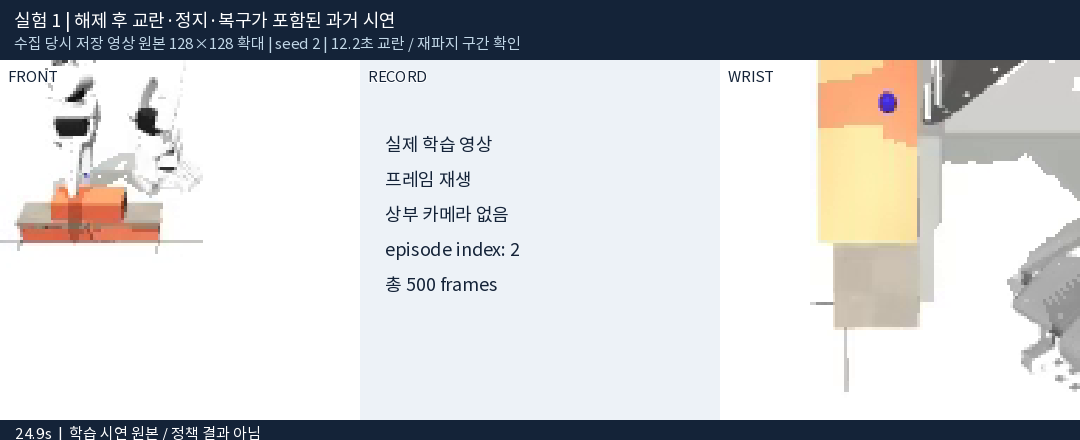 실험 1 | 해제 후 교란·정지·복구가 포함된 과거 시연
수집 당시 저장 영상 원본 128×128 확대 | seed 2 | 12.2초 교란 / 재파지 구간 확인
FRONT
RECORD
WRIST
실제 학습 영상
프레임 재생
상부 카메라 없음
episode index: 2
총 500 frames
24.9s | 학습 시연 원본 / 정책 결과 아님